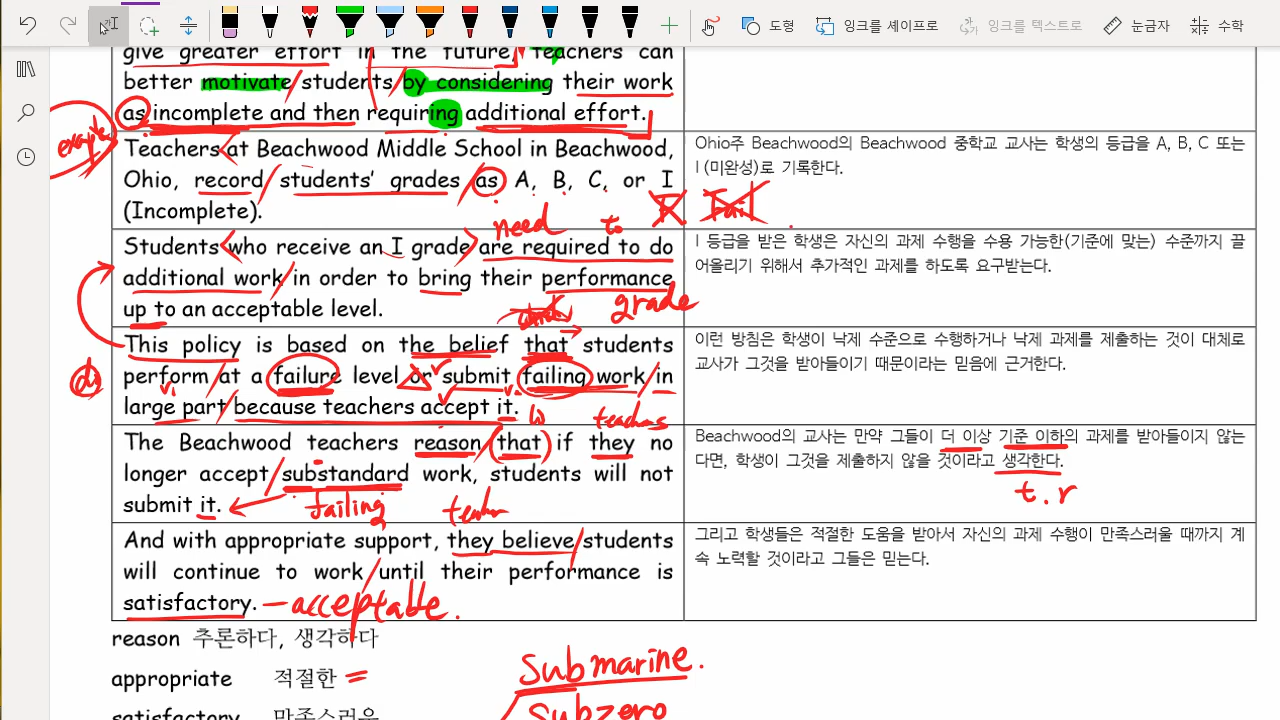 도형
잉크를 셰이프로
잉크를 텍스트로
눈금자
수학
give greater effort in the future, teachers can
better motivate students by considering their work
as incomplete and then requiring additional effort.
example
Teachers at Beachwood Middle School in Beachwood,
Ohio, record students' grades as A, B, C, or I
(Incomplete).
F Fail
Ohio주 Beachwood의 Beachwood 중학교 교사는 학생의 등급을 A, B, C 또는
I (미완성)로 기록한다.
need to
Students who receive an I grade are required to do
additional work in order to bring their performance
up to an acceptable level.
grade
I 등급을 받은 학생은 자신의 과제 수행을 수용 가능한(기준에 맞는) 수준까지 끌
어올리기 위해서 추가적인 과제를 하도록 요구받는다.
This policy is based on the belief that students
perform at a failure level or submit failing work in
large part because teachers accept it.
teachers
이런 방침은 학생이 낙제 수준으로 수행하거나 낙제 과제를 제출하는 것이 대체로
교사가 그것을 받아들이기 때문이라는 믿음에 근거한다.
The Beachwood teachers reason that if they no
longer accept substandard work, students will not
submit it.
failing
Beachwood의 교사는 만약 그들이 더 이상 기준 이하의 과제를 받아들이지 않는
다면, 학생이 그것을 제출하지 않을 것이라고 생각한다.
t. r
And with appropriate support, they believe students
will continue to work until their performance is
satisfactory. – acceptable.
그리고 학생들은 적절한 도움을 받아서 자신의 과제 수행이 만족스러울 때까지 계
속 노력할 것이라고 그들은 믿는다.
reason 추론하다, 생각하다
appropriate 적절한 =
satisfactory 만족스러운
submarine.
subzero